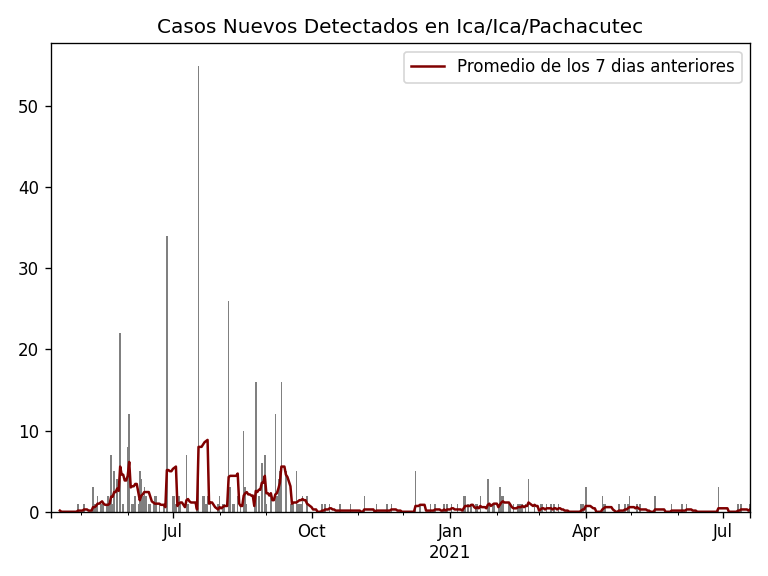 Casos Nuevos Detectados en Ica/Ica/Pachacutec
Promedio de los 7 dias anteriores
50
40
30
20
10
0
Jul
Oct
Jan
2021
Apr
Jul